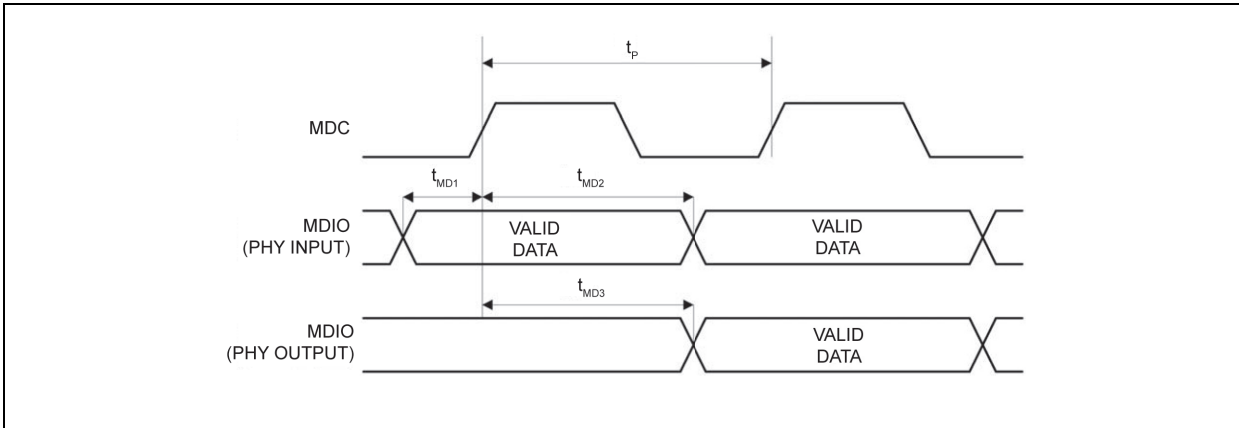 tP
MDC
tMD1
tMD2
MDIO
(PHY INPUT)
VALID
DATA
VALID
DATA
tMD3
MDIO
(PHY OUTPUT)
VALID
DATA